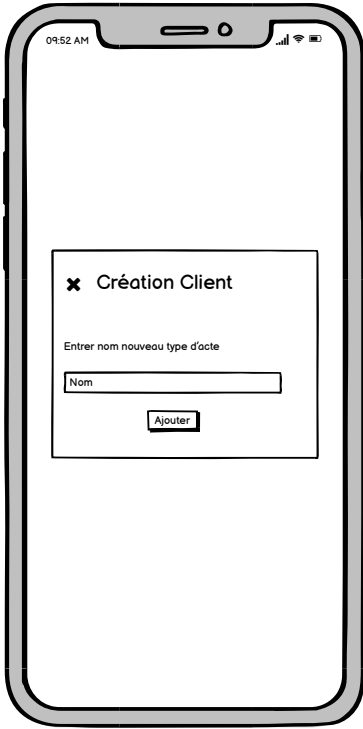 09:52 AM
Création Client
Entrer nom nouveau type d'acte
Nom
Ajouter